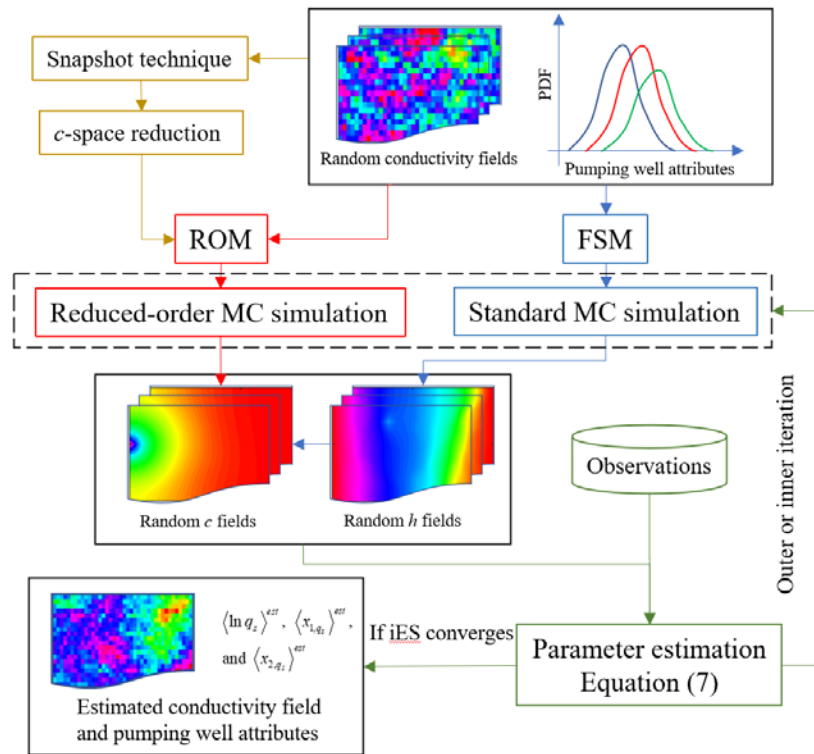 Snapshot technique
c-space reduction
Random conductivity fields
PDF
Pumping well attributes
ROM
FSM
Reduced-order MC simulation
Standard MC simulation
Random c fields
Random h fields
Observations
Outer or inner iteration
⟨ln q_s⟩^est, ⟨x_{1,q_s}⟩^est,
and ⟨x_{2,q_s}⟩^est
Estimated conductivity field
and pumping well attributes
If iES converges
Parameter estimation
Equation (7)